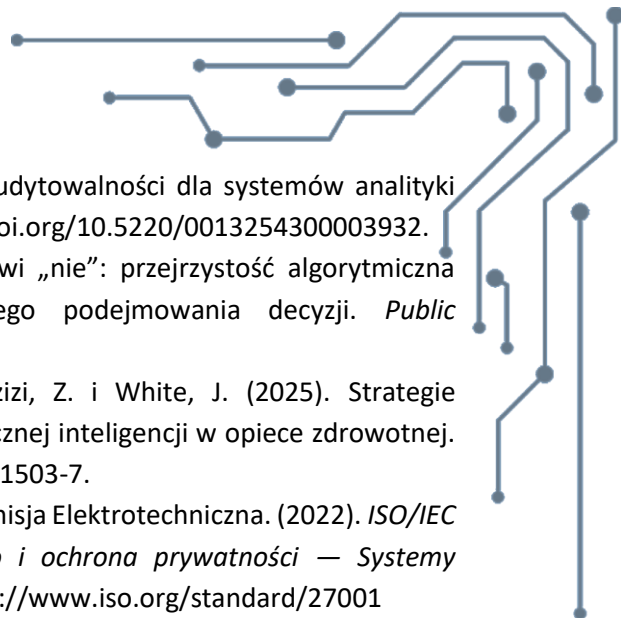 udytowalności dla systemów analityki
oi.org/10.5220/0013254300003932.
wi „nie”: przejrzystość algorytmiczna
ego podejmowania decyzji. Public
zizi, Z. i White, J. (2025). Strategie
cznej inteligencji w opiece zdrowotnej.
1503-7.
nisja Elektrotechniczna. (2022). ISO/IEC
o i ochrona prywatności — Systemy
://www.iso.org/standard/27001